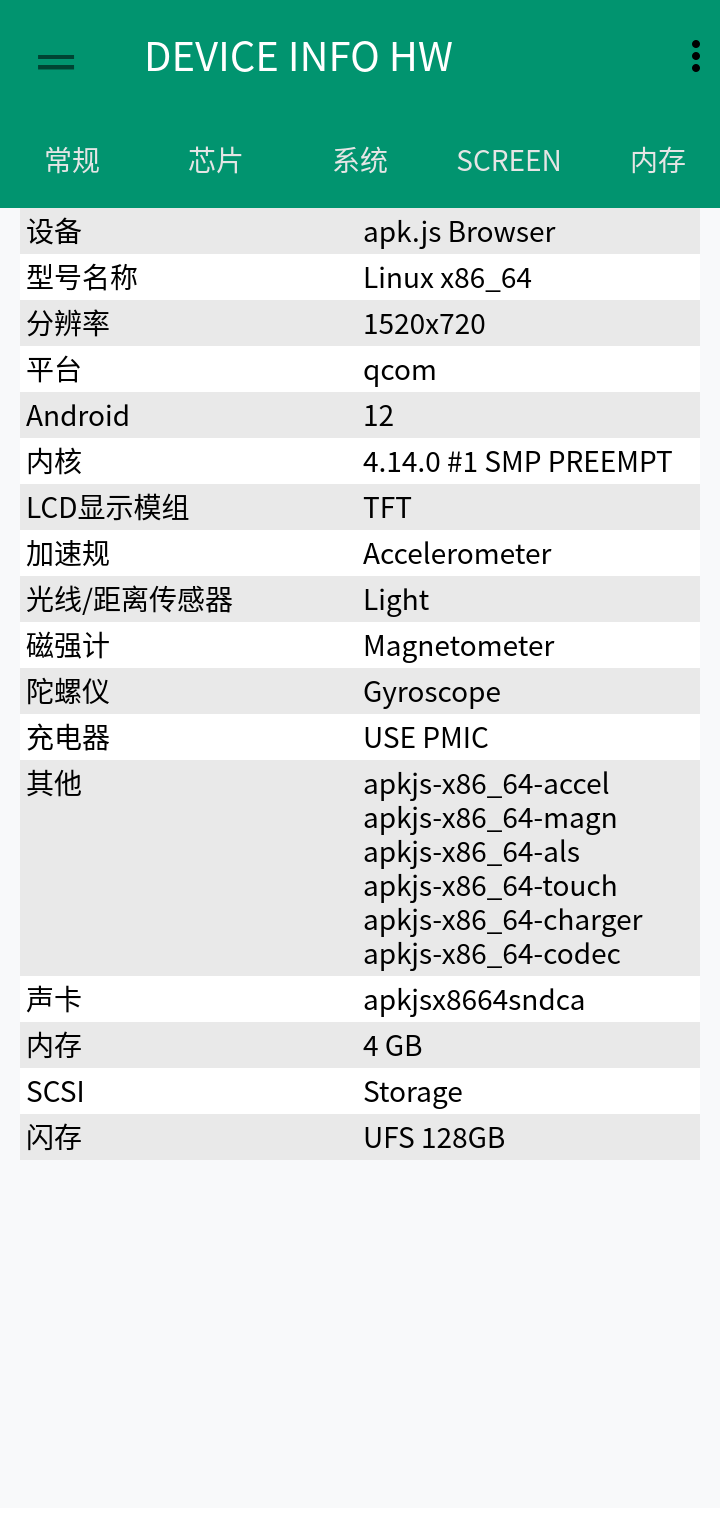 DEVICE INFO HW
常规 芯片 系统 SCREEN 内存
设备 apk.js Browser
型号名称 Linux x86_64
分辨率 1520x720
平台 qcom
Android 12
内核 4.14.0 #1 SMP PREEMPT
LCD显示模组 TFT
加速规 Accelerometer
光线/距离传感器 Light
磁强计 Magnetometer
陀螺仪 Gyroscope
充电器 USE PMIC
其他 apkjs-x86_64-accel
apkjs-x86_64-magn
apkjs-x86_64-als
apkjs-x86_64-touch
apkjs-x86_64-charger
apkjs-x86_64-codec
声卡 apkjsx8664sndca
内存 4 GB
SCSI Storage
闪存 UFS 128GB